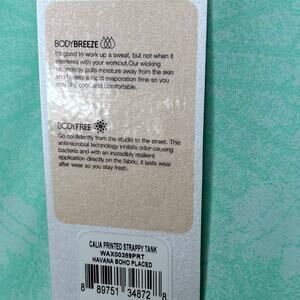 BODYBREEZE
It's good to work up a sweat, but not when it
interferes with your workout.Our wicking
technology pulls moisture away from the skin
and boasts a rapid evaporation time so you
stay dry, cool, and comfortable.
BODYFREE
Go confidently from the studio to the street. This
antimicrobial technology inhibits odor-causing
bacteria and with an incredibly resilient
application directly on the fabric, it lasts wear
after wear so you stay fresh.
CALIA PRINTED STRAPPY TANK
WAX00389PRT
HAVANA BOHO PLACED
8 89751 34872 8